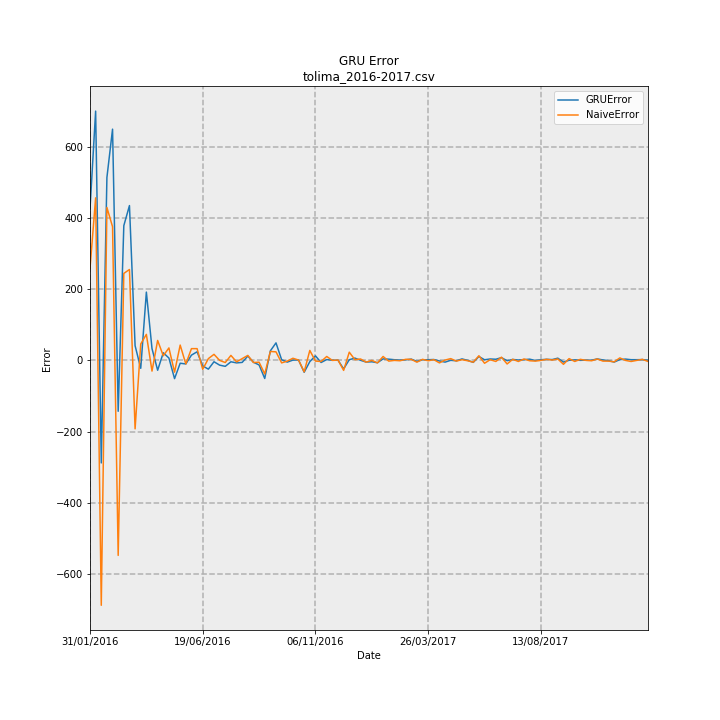 GRU Error
tolima_2016-2017.csv
GRUError
NaiveError
600
400
200
0
−200
−400
−600
Error
31/01/2016
19/06/2016
06/11/2016
26/03/2017
13/08/2017
Date